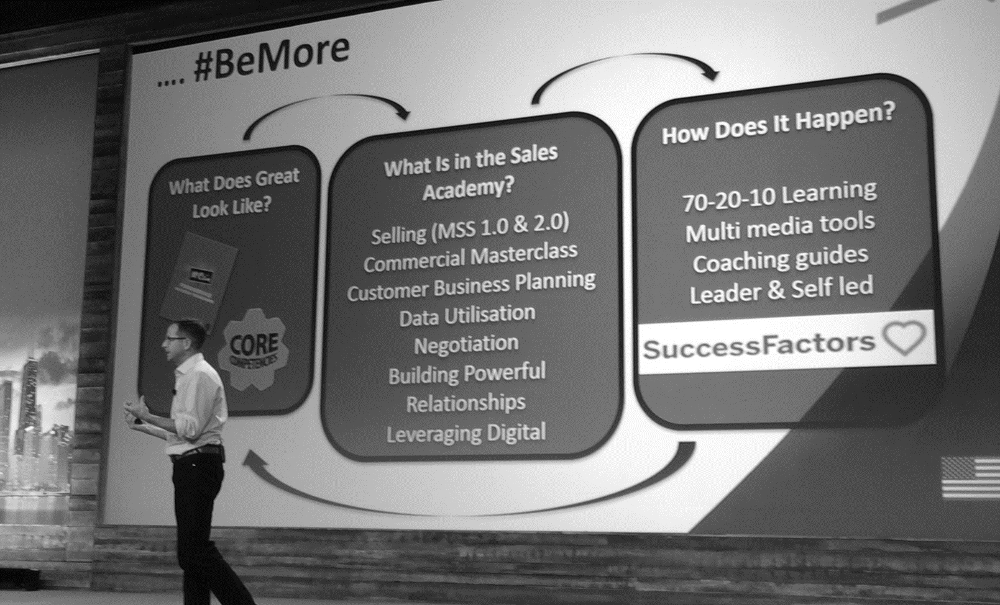 .... #BeMore
What Does Great
Look Like?
CORE
COMPETENCIES
What Is in the Sales
Academy?
Selling (MSS 1.0 & 2.0)
Commercial Masterclass
Customer Business Planning
Data Utilisation
Negotiation
Building Powerful
Relationships
Leveraging Digital
How Does It Happen?
70-20-10 Learning
Multi media tools
Coaching guides
Leader & Self led
SuccessFactors